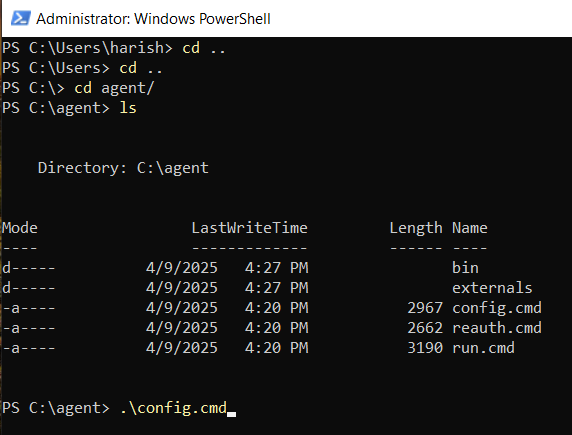 Administrator: Windows PowerShell
PS C:\Users\harish> cd ..
PS C:\Users> cd ..
PS C:\> cd agent/
PS C:\agent> ls
Directory: C:\agent
Mode LastWriteTime Length Name
---- ------------- ------ ----
d----- 4/9/2025 4:27 PM bin
d----- 4/9/2025 4:27 PM externals
-a---- 4/9/2025 4:20 PM 2967 config.cmd
-a---- 4/9/2025 4:20 PM 2662 reauth.cmd
-a---- 4/9/2025 4:20 PM 3190 run.cmd
PS C:\agent> .\config.cmd